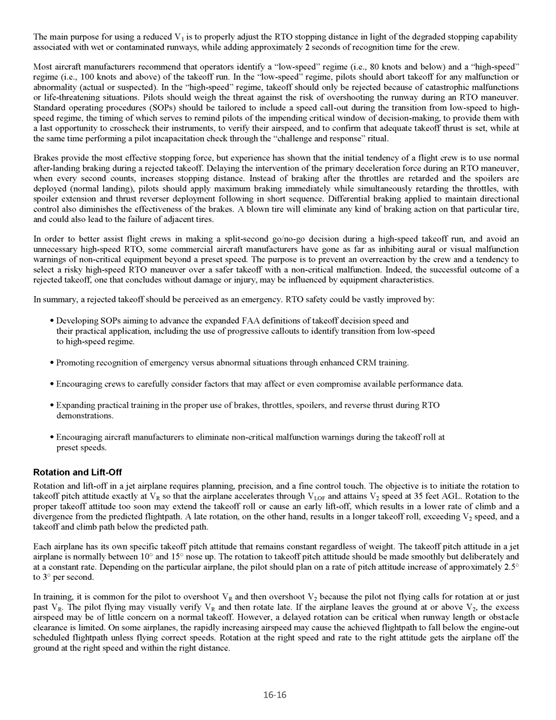 The main purpose for using a reduced V1 is to properly adjust the RTO stopping distance in light of the degraded stopping capability
associated with wet or contaminated runways, while adding approximately 2 seconds of recognition time for the crew.
Most aircraft manufacturers recommend that operators identify a “low-speed” regime (i.e., 80 knots and below) and a “high-speed”
regime (i.e., 100 knots and above) of the takeoff run. In the “low-speed” regime, pilots should abort takeoff for any malfunction or
abnormality (actual or suspected). In the “high-speed” regime, takeoff should only be rejected because of catastrophic malfunctions
or life-threatening situations. Pilots should weigh the threat against the risk of overshooting the runway during an RTO maneuver.
Standard operating procedures (SOPs) should be tailored to include a speed call-out during the transition from low-speed to high-
speed regime, the timing of which serves to remind pilots of the impending critical window of decision-making, to provide them with
a last opportunity to crosscheck their instruments, to verify their airspeed, and to confirm that adequate takeoff thrust is set, while at
the same time performing a pilot incapacitation check through the “challenge and response” ritual.
Brakes provide the most effective stopping force, but experience has shown that the initial tendency of a flight crew is to use normal
after-landing braking during a rejected takeoff. Delaying the intervention of the primary deceleration force during an RTO maneuver,
when every second counts, increases stopping distance. Instead of braking after the throttles are retarded and the spoilers are
deployed (normal landing), pilots should apply maximum braking immediately while simultaneously retarding the throttles, with
spoiler extension and thrust reverser deployment following in short sequence. Differential braking applied to maintain directional
control also diminishes the effectiveness of the brakes. A blown tire will eliminate any kind of braking action on that particular tire,
and could also lead to the failure of adjacent tires.
In order to better assist flight crews in making a split-second go/no-go decision during a high-speed takeoff run, and avoid an
unnecessary high-speed RTO, some commercial aircraft manufacturers have gone as far as inhibiting aural or visual malfunction
warnings of non-critical equipment beyond a preset speed. The purpose is to prevent an overreaction by the crew and a tendency to
select a risky high-speed RTO maneuver over a safer takeoff with a non-critical malfunction. Indeed, the successful outcome of a
rejected takeoff, one that concludes without damage or injury, may be influenced by equipment characteristics.
In summary, a rejected takeoff should be perceived as an emergency. RTO safety could be vastly improved by:
• Developing SOPs aiming to advance the expanded FAA definitions of takeoff decision speed and
their practical application, including the use of progressive callouts to identify transition from low-speed
to high-speed regime.
• Promoting recognition of emergency versus abnormal situations through enhanced CRM training.
• Encouraging crews to carefully consider factors that may affect or even compromise available performance data.
• Expanding practical training in the proper use of brakes, throttles, spoilers, and reverse thrust during RTO
demonstrations.
• Encouraging aircraft manufacturers to eliminate non-critical malfunction warnings during the takeoff roll at
preset speeds.
Rotation and Lift-Off
Rotation and lift-off in a jet airplane requires planning, precision, and a fine control touch. The objective is to initiate the rotation to
takeoff pitch attitude exactly at VR so that the airplane accelerates through VLOF and attains V2 speed at 35 feet AGL. Rotation to the
proper takeoff attitude too soon may extend the takeoff roll or cause an early lift-off, which results in a lower rate of climb and a
divergence from the predicted flightpath. A late rotation, on the other hand, results in a longer takeoff roll, exceeding V2 speed, and a
takeoff and climb path below the predicted path.
Each airplane has its own specific takeoff pitch attitude that remains constant regardless of weight. The takeoff pitch attitude in a jet
airplane is normally between 10° and 15° nose up. The rotation to takeoff pitch attitude should be made smoothly but deliberately and
at a constant rate. Depending on the particular airplane, the pilot should plan on a rate of pitch attitude increase of approximately 2.5°
to 3° per second.
In training, it is common for the pilot to overshoot VR and then overshoot V2 because the pilot not flying calls for rotation at or just
past VR. The pilot flying may visually verify VR and then rotate late. If the airplane leaves the ground at or above V2, the excess
airspeed may be of little concern on a normal takeoff. However, a delayed rotation can be critical when runway length or obstacle
clearance is limited. On some airplanes, the rapidly increasing airspeed may cause the achieved flightpath to fall below the engine-out
scheduled flightpath unless flying correct speeds. Rotation at the right speed and rate to the right attitude gets the airplane off the
ground at the right speed and within the right distance.
16-16